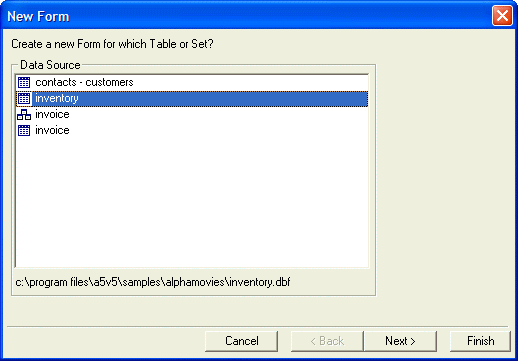 New Form
Create a new Form for which Table or Set?
Data Source
contacts - customers
inventory
invoice
invoice
c:\program files\a5v5\samples\alphamovies\inventory.dbf
Cancel
< Back
Next >
Finish